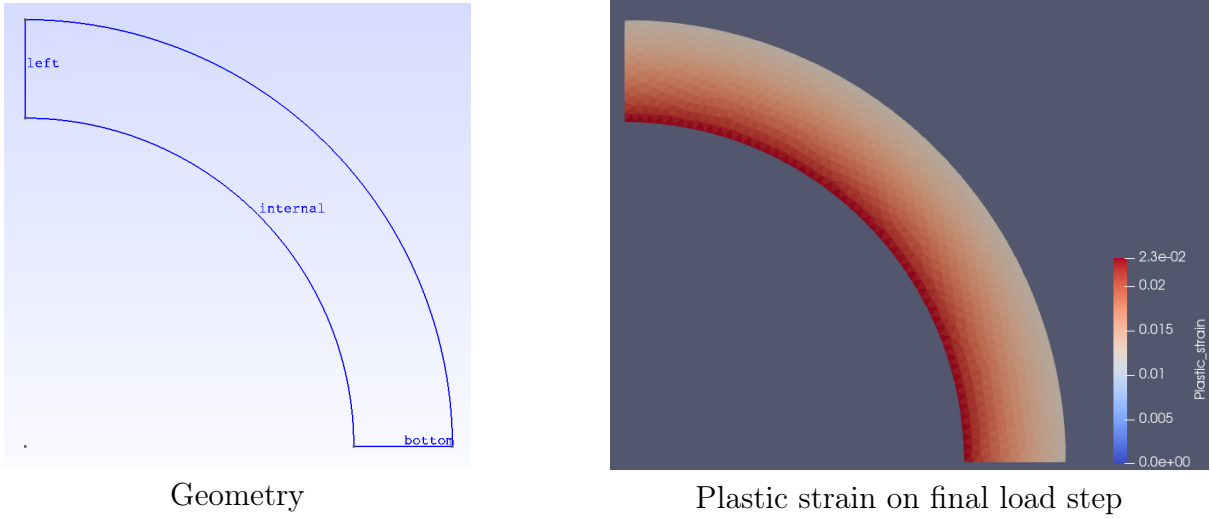 left
internal
bottom
2.3e-02
0.02
0.015
0.01
0.005
0.0e+00
Plastic_strain
Geometry
Plastic strain on final load step